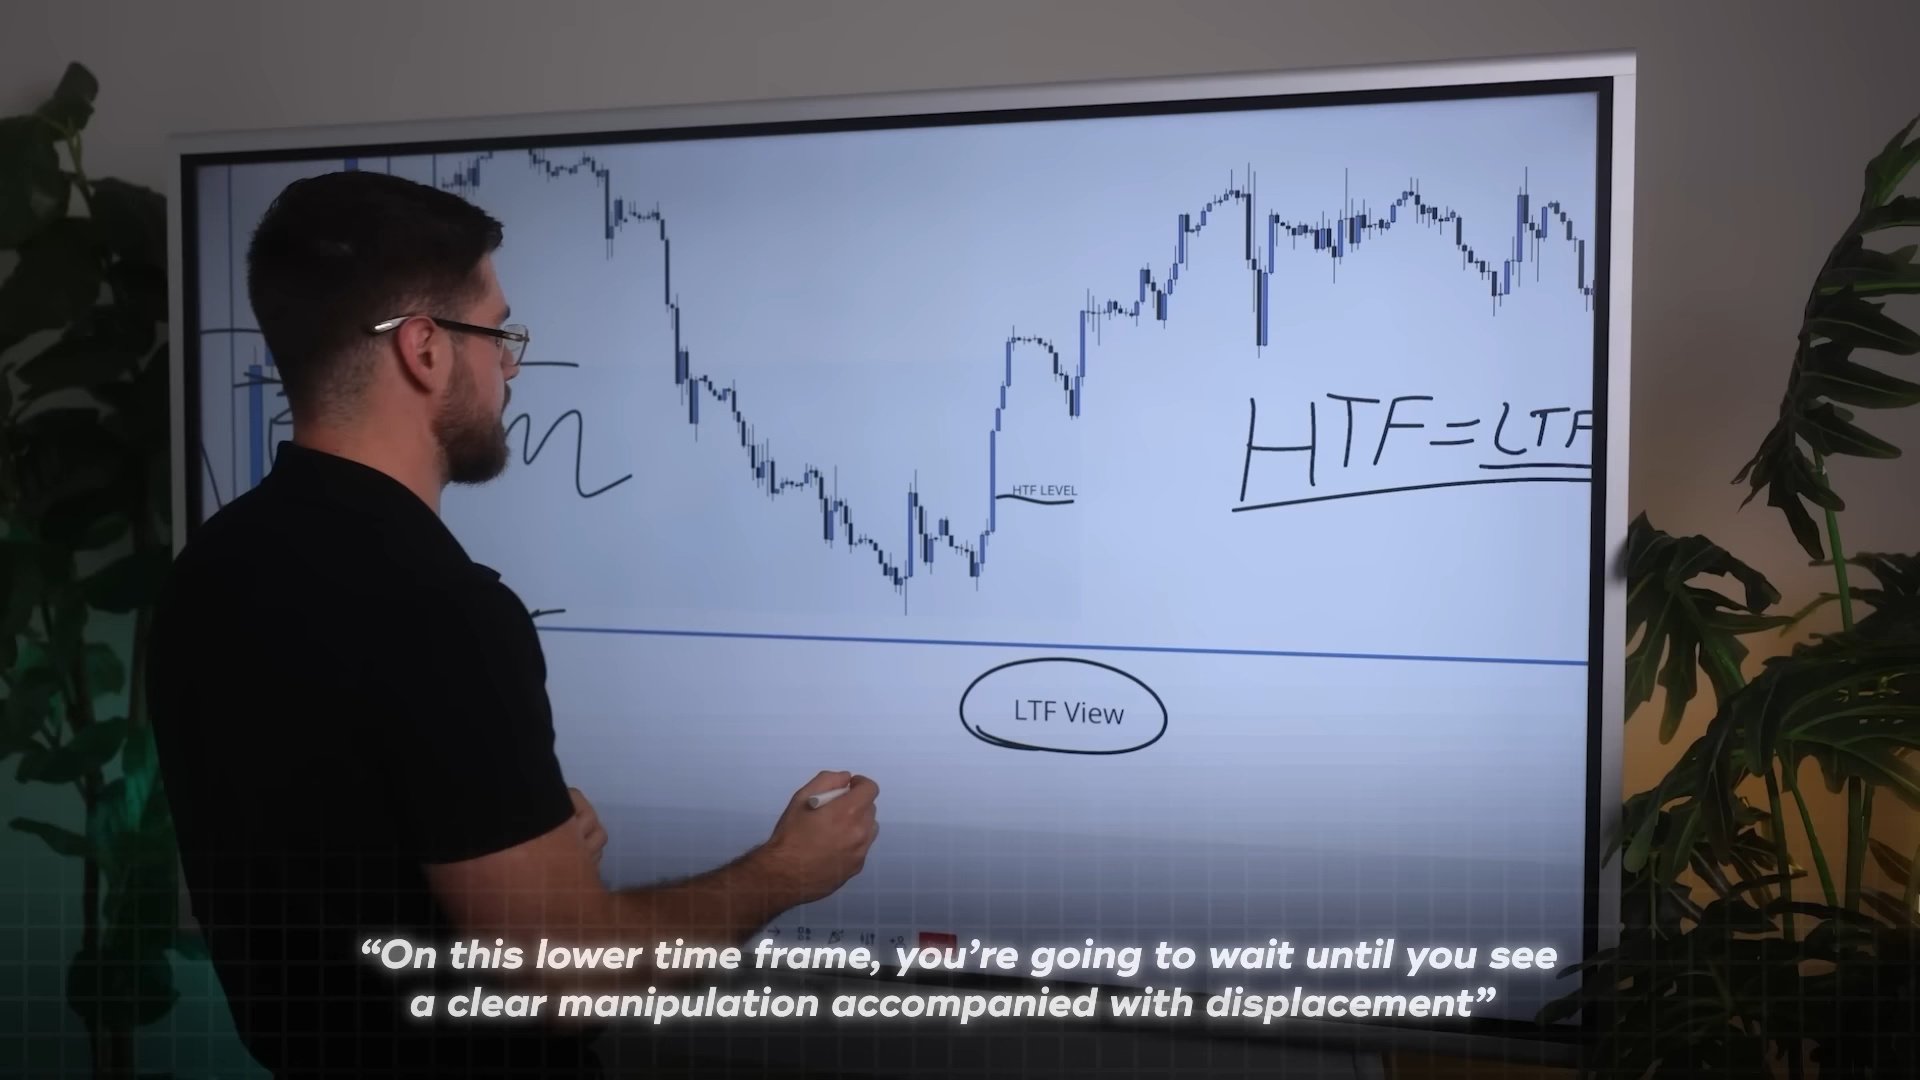 HTF LEVEL
HTF = LTF
LTF View
“On this lower time frame, you’re going to wait until you see
a clear manipulation accompanied with displacement”